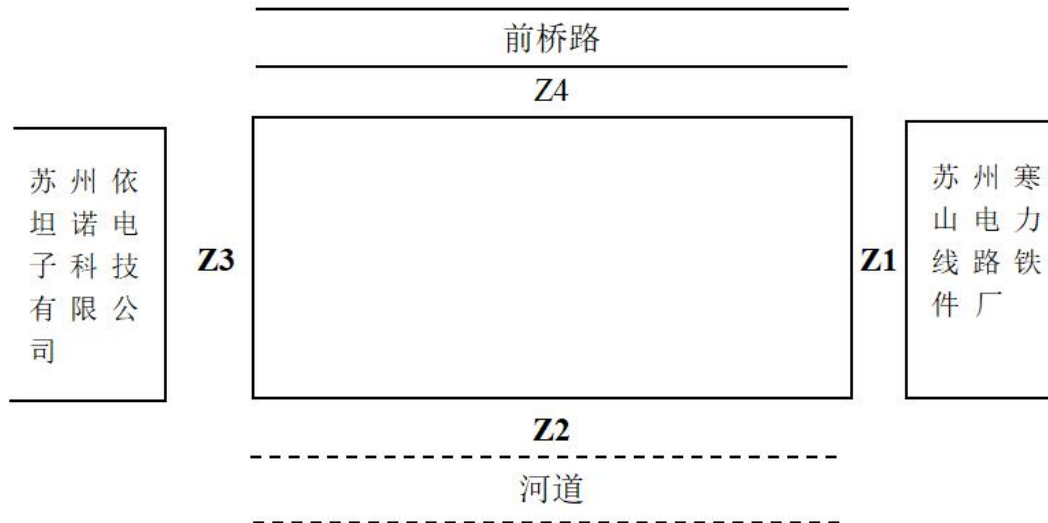 前桥路
Z4
苏州依
坦诺电
子科技
有限公
司
Z3
Z1
苏州寒
山电力
线路铁
件厂
Z2
河道